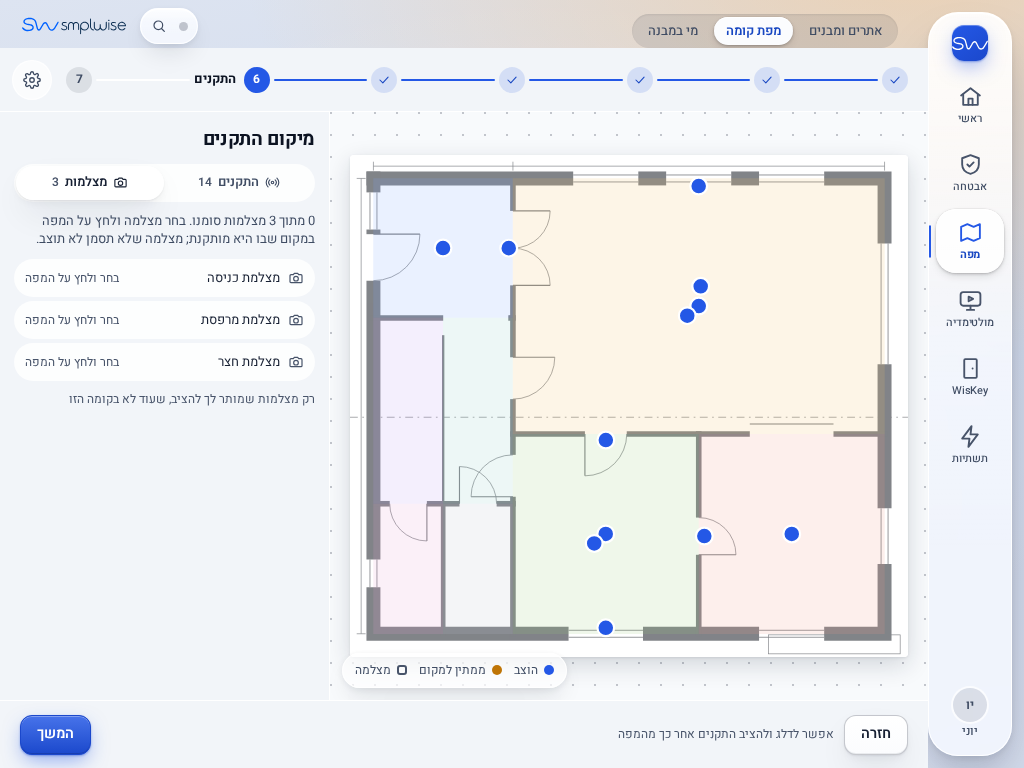 smplwise
אתרים ומבנים
מפת קומה
מי במבנה
SW
ראשי
אבטחה
מפה
מולטימדיה
WisKey
תשתיות
יו
יוני
6
התקנים
7
מיקום התקנים
התקנים 14
מצלמות 3
0 מתוך 3 מצלמות סומנו. בחר מצלמה ולחץ על המפה
במקום שבו היא מותקנת; מצלמה שלא תסמן לא תוצב.
מצלמת כניסה
בחר ולחץ על המפה
מצלמת מרפסת
בחר ולחץ על המפה
מצלמת חצר
בחר ולחץ על המפה
רק מצלמות שמותר לך להציב, שעוד לא בקומה הזו
הוצב
ממתין למקום
מצלמה
חזרה
אפשר לדלג ולהציב התקנים אחר כך מהמפה
המשך